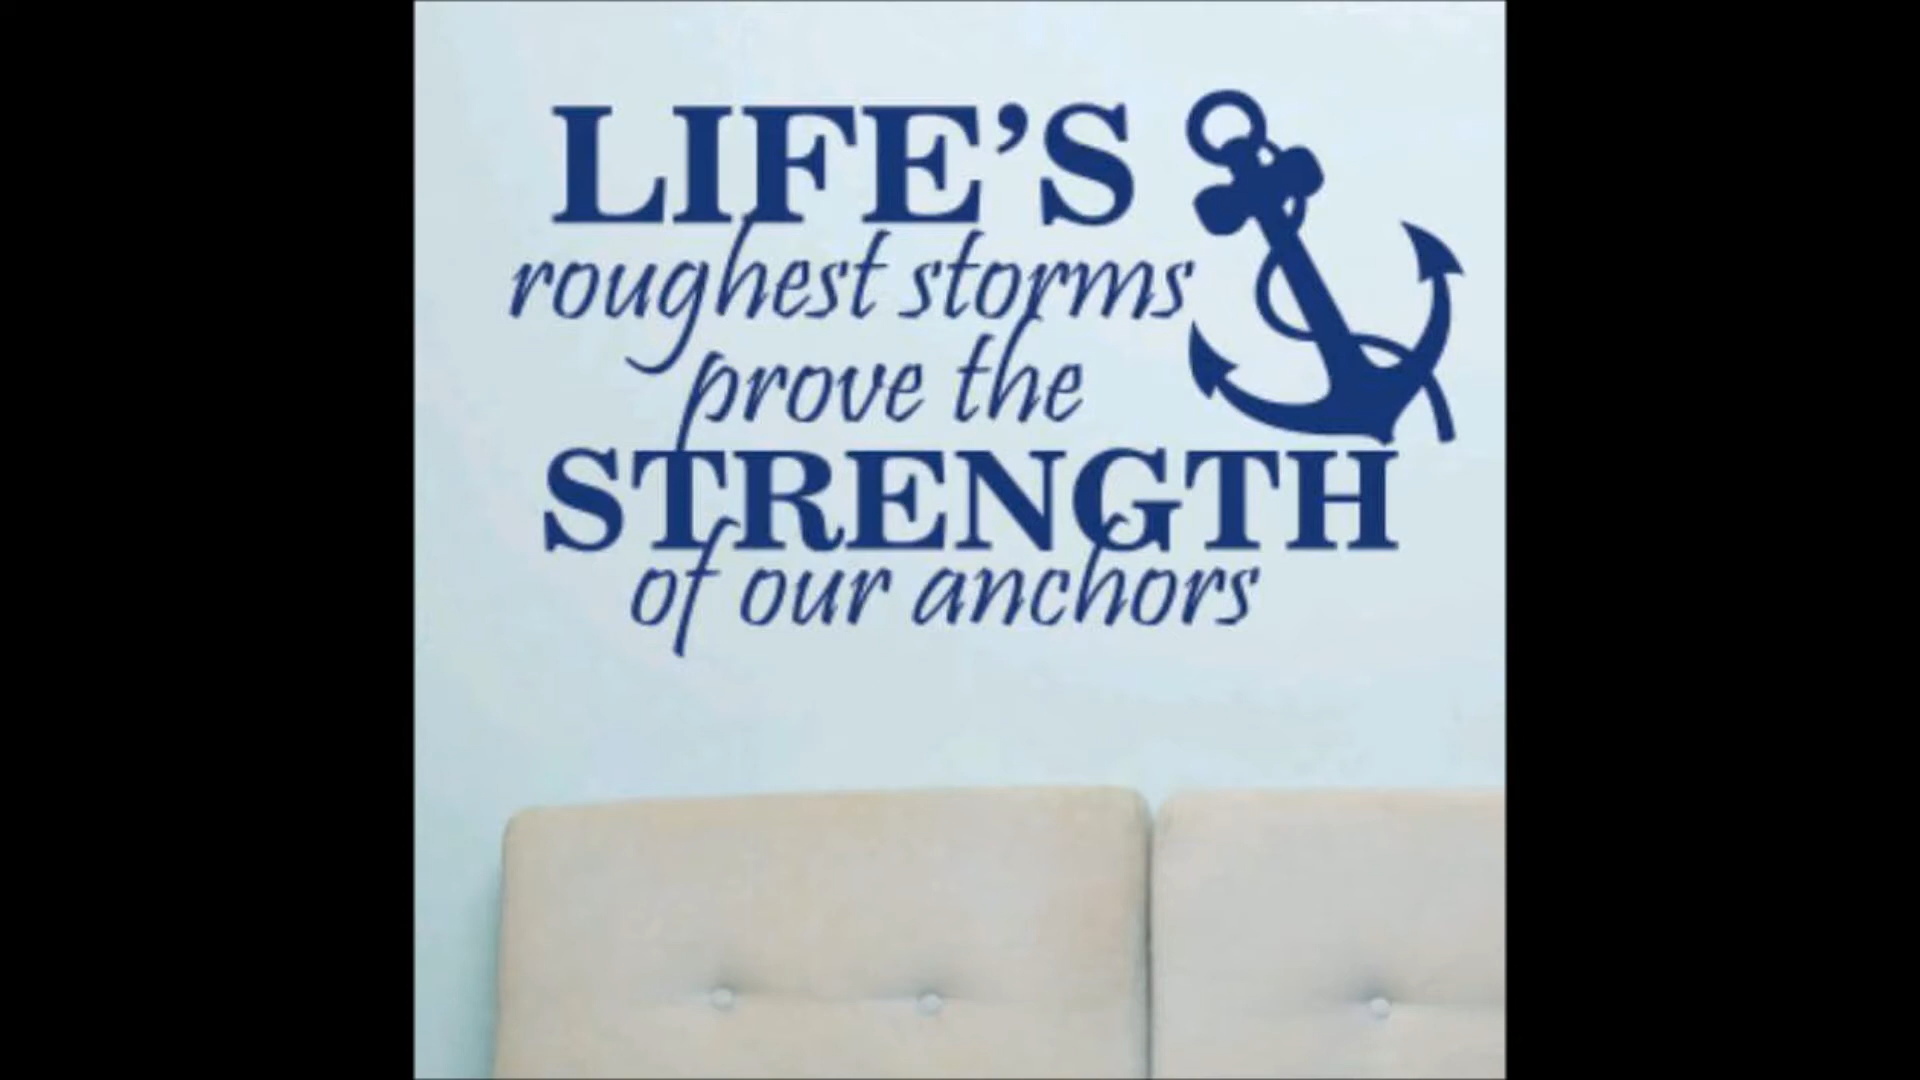 LIFE'S
roughest storms
prove the
STRENGTH
of our anchors